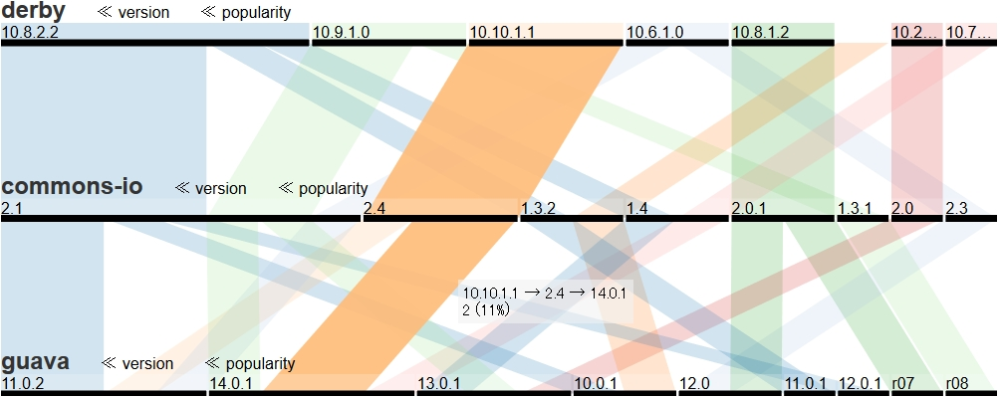 derby ≪ version ≪ popularity
10.8.2.2 10.9.1.0 10.10.1.1 10.6.1.0 10.8.1.2 10.2... 10.7...
commons-io ≪ version ≪ popularity
2.1 2.4 1.3.2 1.4 2.0.1 1.3.1 2.0 2.3
10.10.1.1 → 2.4 → 14.0.1
2 (11%)
guava ≪ version ≪ popularity
11.0.2 14.0.1 13.0.1 10.0.1 12.0 11.0.1 12.0.1 r07 r08